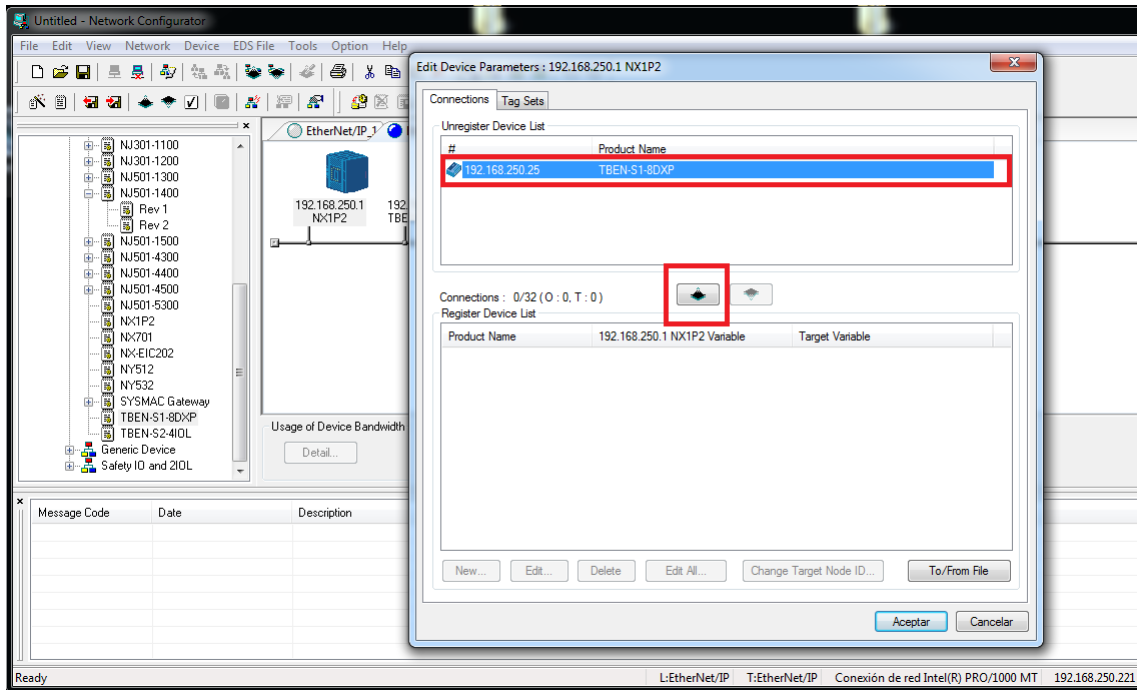 Untitled - Network Configurator
File Edit View Network Device EDS File Tools Option Help
NJ301-1100
NJ301-1200
NJ501-1300
NJ501-1400
Rev 1
Rev 2
NJ501-1500
NJ501-4300
NJ501-4400
NJ501-4500
NJ501-5300
NX1P2
NX701
NX-EIC202
NY512
NY532
SYSMAC Gateway
TBEN-S1-8DXP
TBEN-S2-4IOL
Generic Device
Safety IO and 2IOL
EtherNet/IP_1
192.168.250.1
NX1P2
192.
TBE
Usage of Device Bandwidth
Detail...
Edit Device Parameters : 192.168.250.1 NX1P2
Connections Tag Sets
Unregister Device List
# Product Name
192.168.250.25 TBEN-S1-8DXP
Connections : 0/32 ( O : 0, T : 0 )
Register Device List
Product Name 192.168.250.1 NX1P2 Variable Target Variable
New... Edit... Delete Edit All... Change Target Node ID... To/From File
Aceptar Cancelar
Message Code Date Description
Ready L:EtherNet/IP T:EtherNet/IP Conexión de red Intel(R) PRO/1000 MT 192.168.250.221